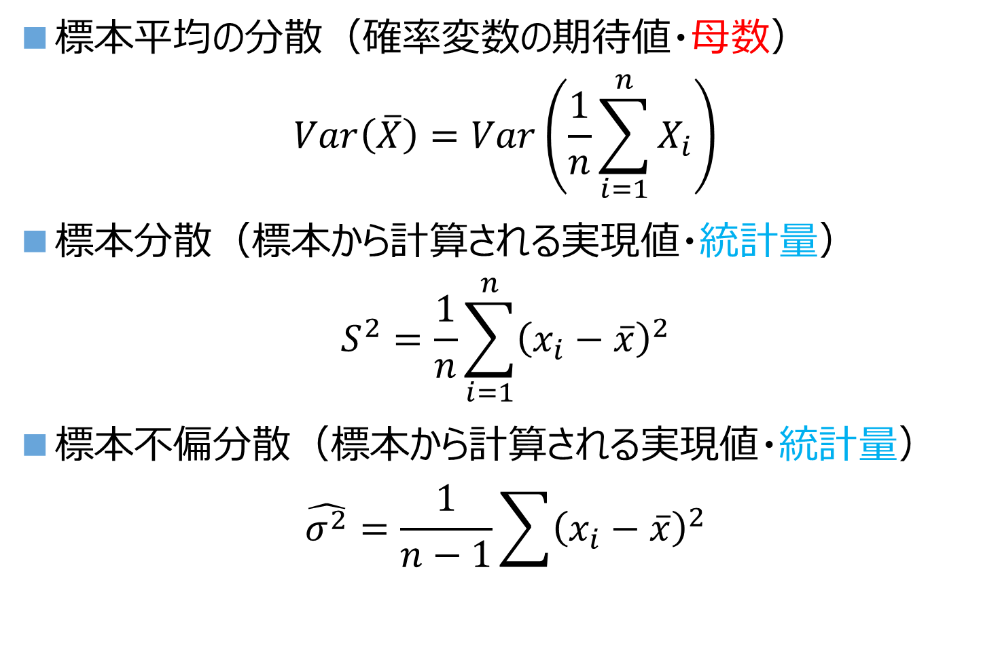 ■ 標本平均の分散（確率変数の期待値・母数）
Var(X̄) = Var(1/n ∑_{i=1}^{n} X_i)
■ 標本分散（標本から計算される実現値・統計量）
S² = 1/n ∑_{i=1}^{n} (x_i − x̄)²
■ 標本不偏分散（標本から計算される実現値・統計量）
\widehat{σ²} = 1/(n − 1) ∑(x_i − x̄)²